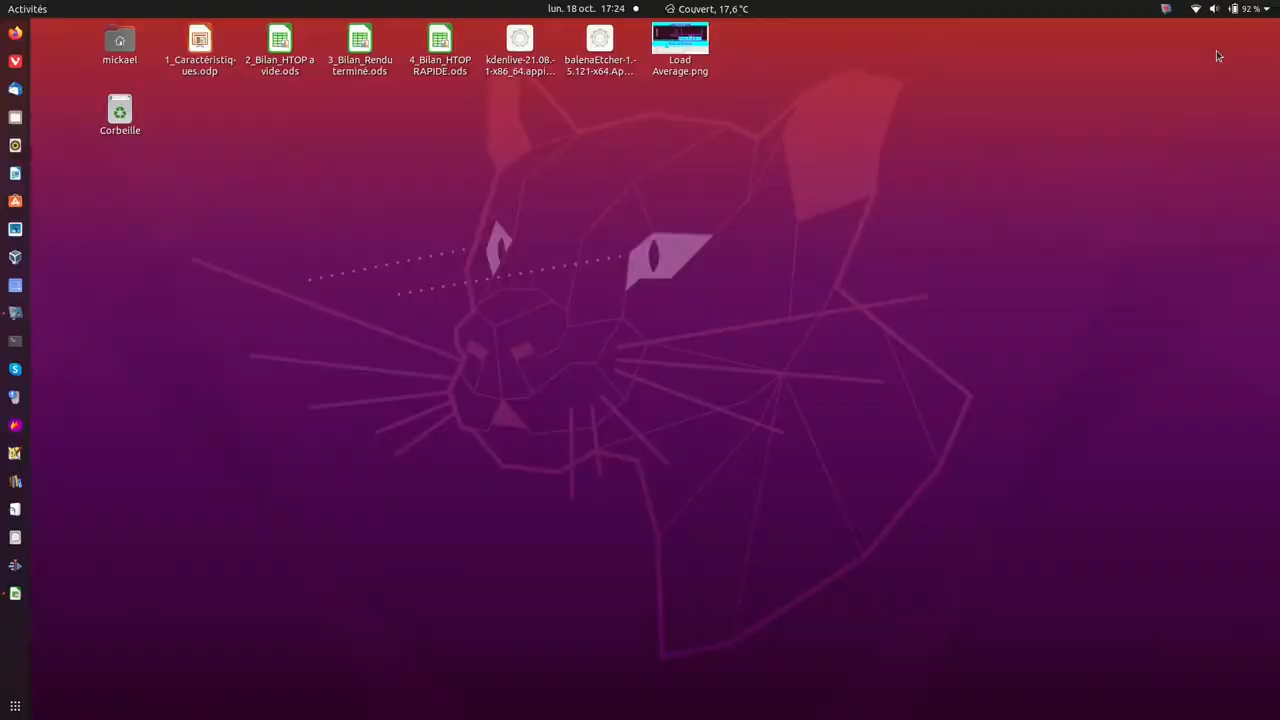 Activités
lun. 18 oct. 17:24
Couvert, 17,6 °C
92 %
mickael
1_Caractéristiq-
ues.odp
2_Bilan_HTOP a
vide.ods
3_Bilan_Rendu
terminé.ods
4_Bilan_HTOP
RAPIDE.ods
kdenlive-21.08.-
1-x86_64.appi...
balenaEtcher-1.-
5.121-x64.Ap...
Load
Average.png
Corbeille